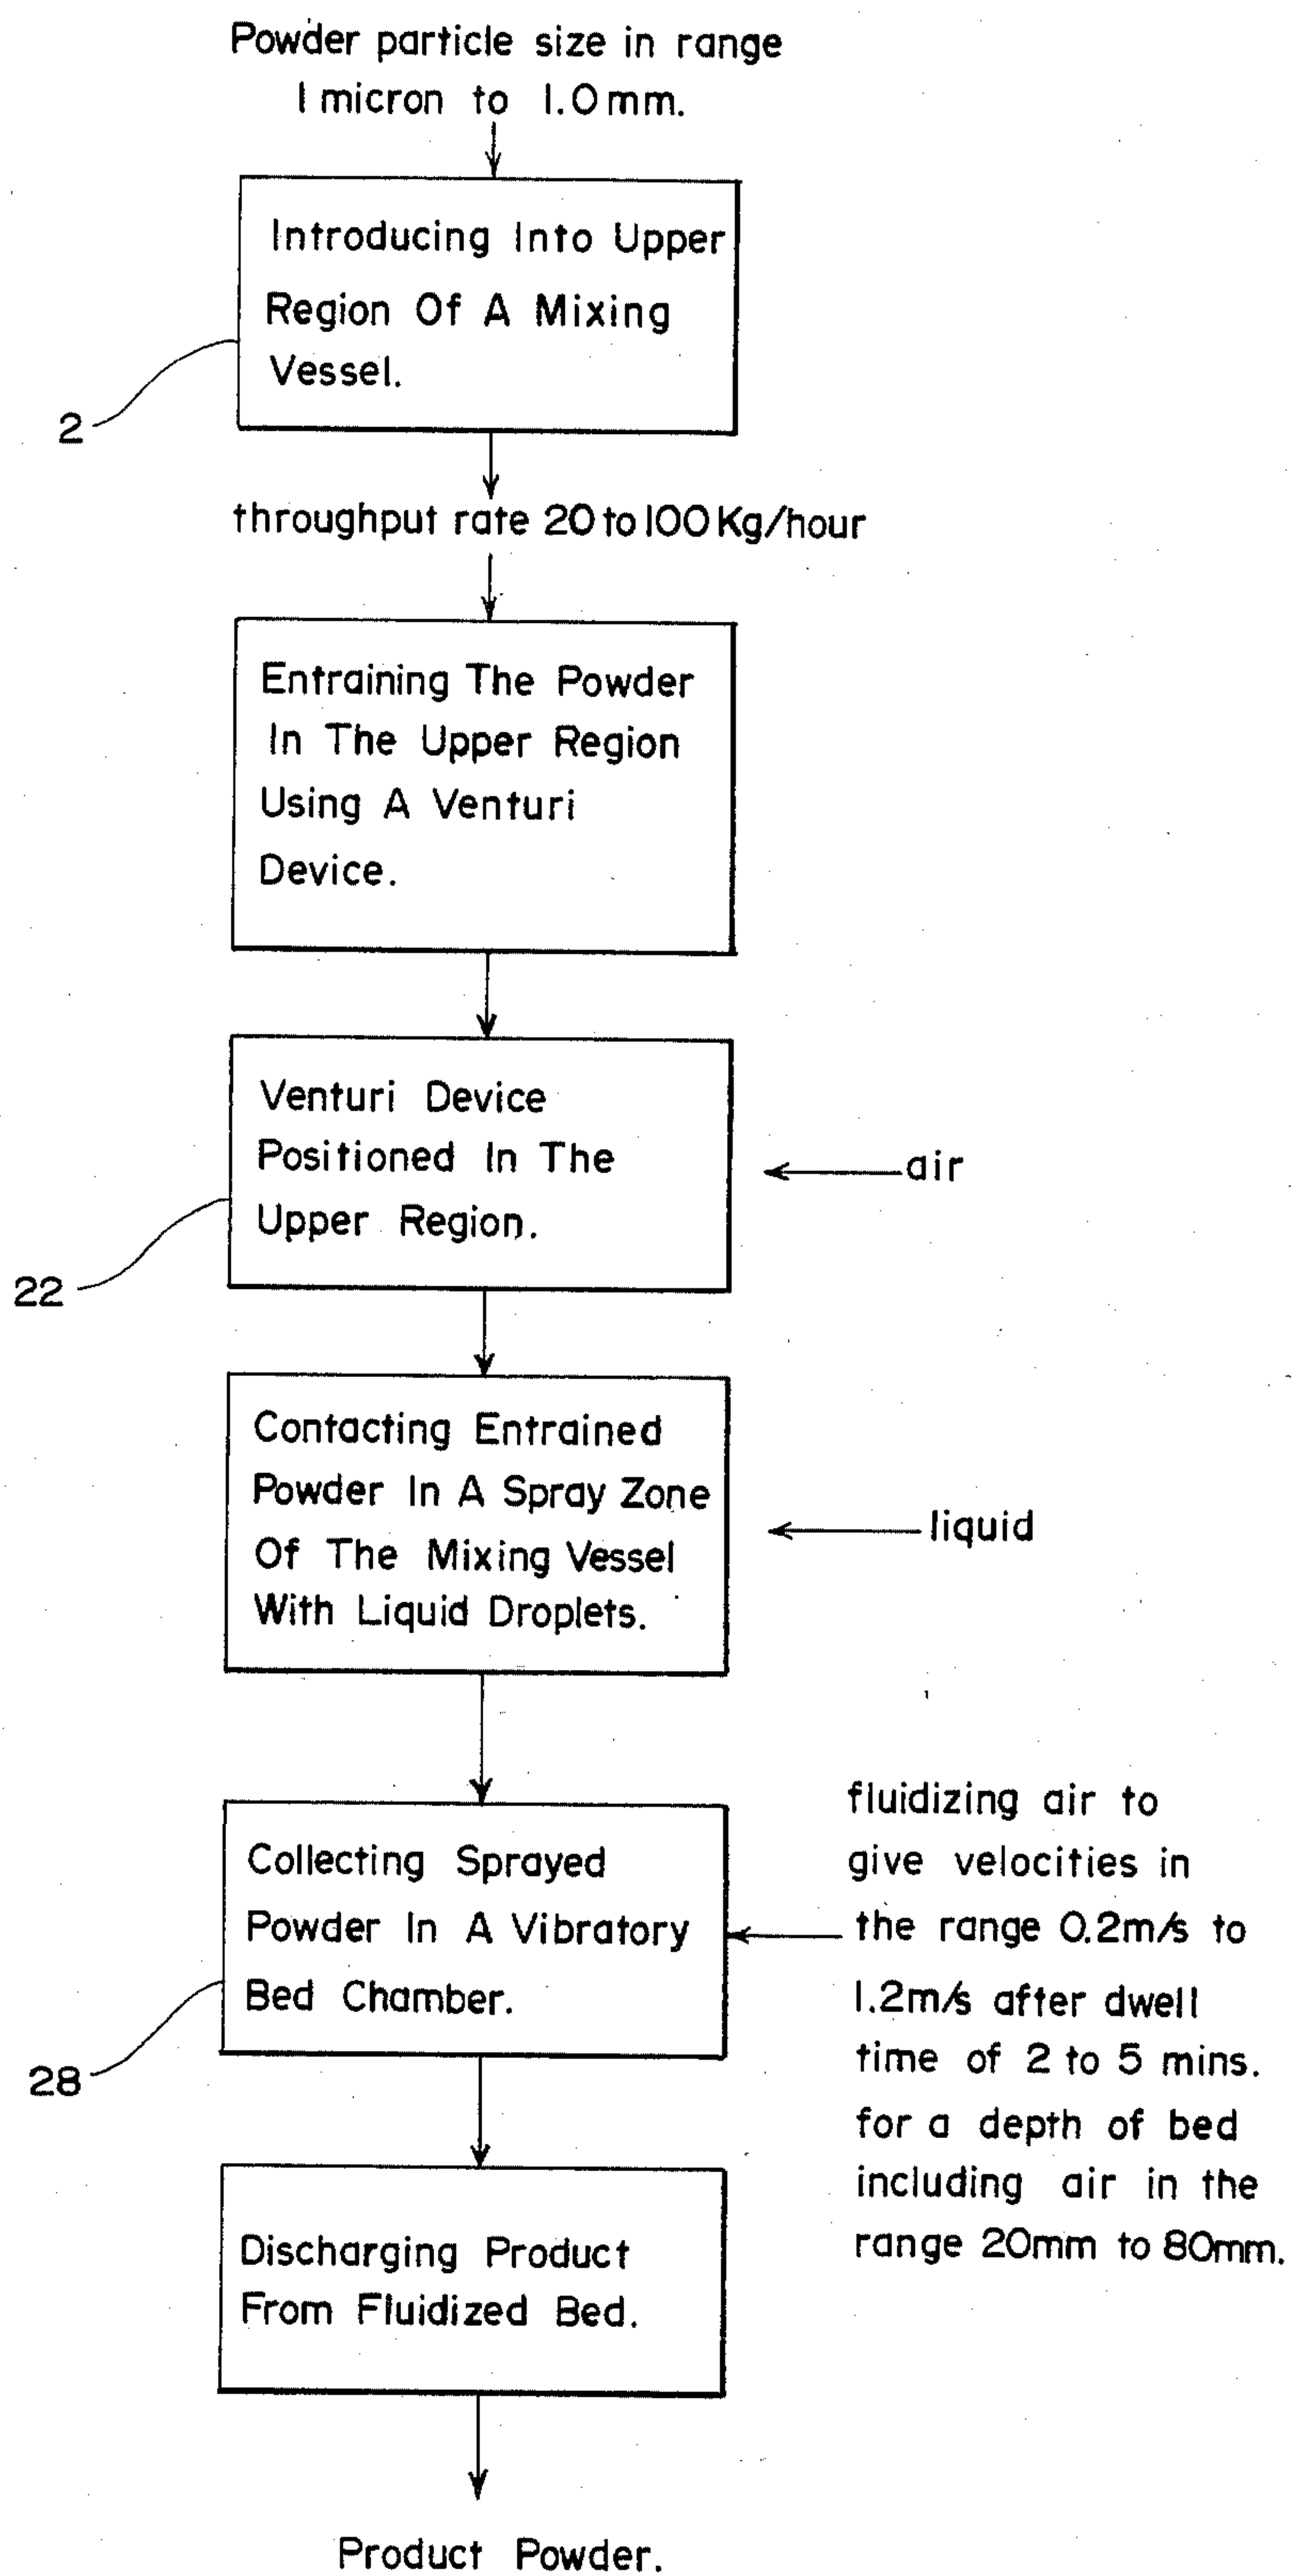 Powder particle size in range
1 micron to 1.0mm.
Introducing Into Upper
Region Of A Mixing
Vessel.
2
throughput rate 20 to 100Kg/hour
Entraining The Powder
In The Upper Region
Using A Venturi
Device.
Venturi Device
Positioned In The
Upper Region.
air
22
Contacting Entrained
Powder In A Spray Zone
Of The Mixing Vessel
With Liquid Droplets.
liquid
Collecting Sprayed
Powder In A Vibratory
Bed Chamber.
28
fluidizing air to
give velocities in
the range 0.2m/s to
1.2m/s after dwell
time of 2 to 5 mins.
for a depth of bed
including air in the
range 20mm to 80mm.
Discharging Product
From Fluidized Bed.
Product Powder.